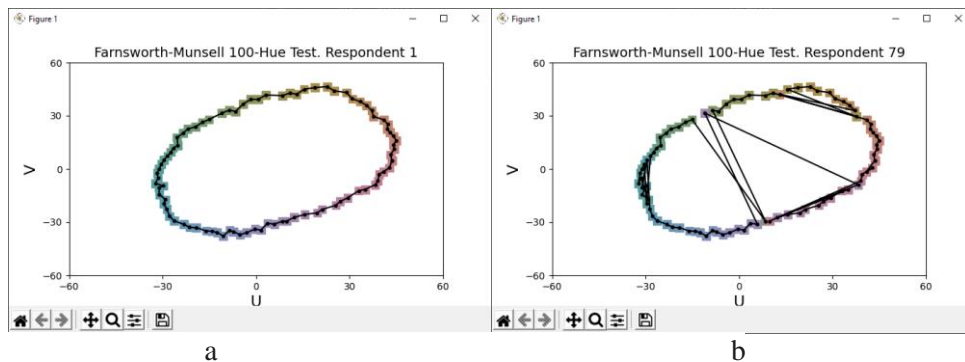 Figure 1
Farnsworth-Munsell 100-Hue Test. Respondent 1
60
30
0
−30
−60
V
−60 −30 0 30 60
U
a
Figure 1
Farnsworth-Munsell 100-Hue Test. Respondent 79
60
30
0
−30
−60
V
−60 −30 0 30 60
U
b